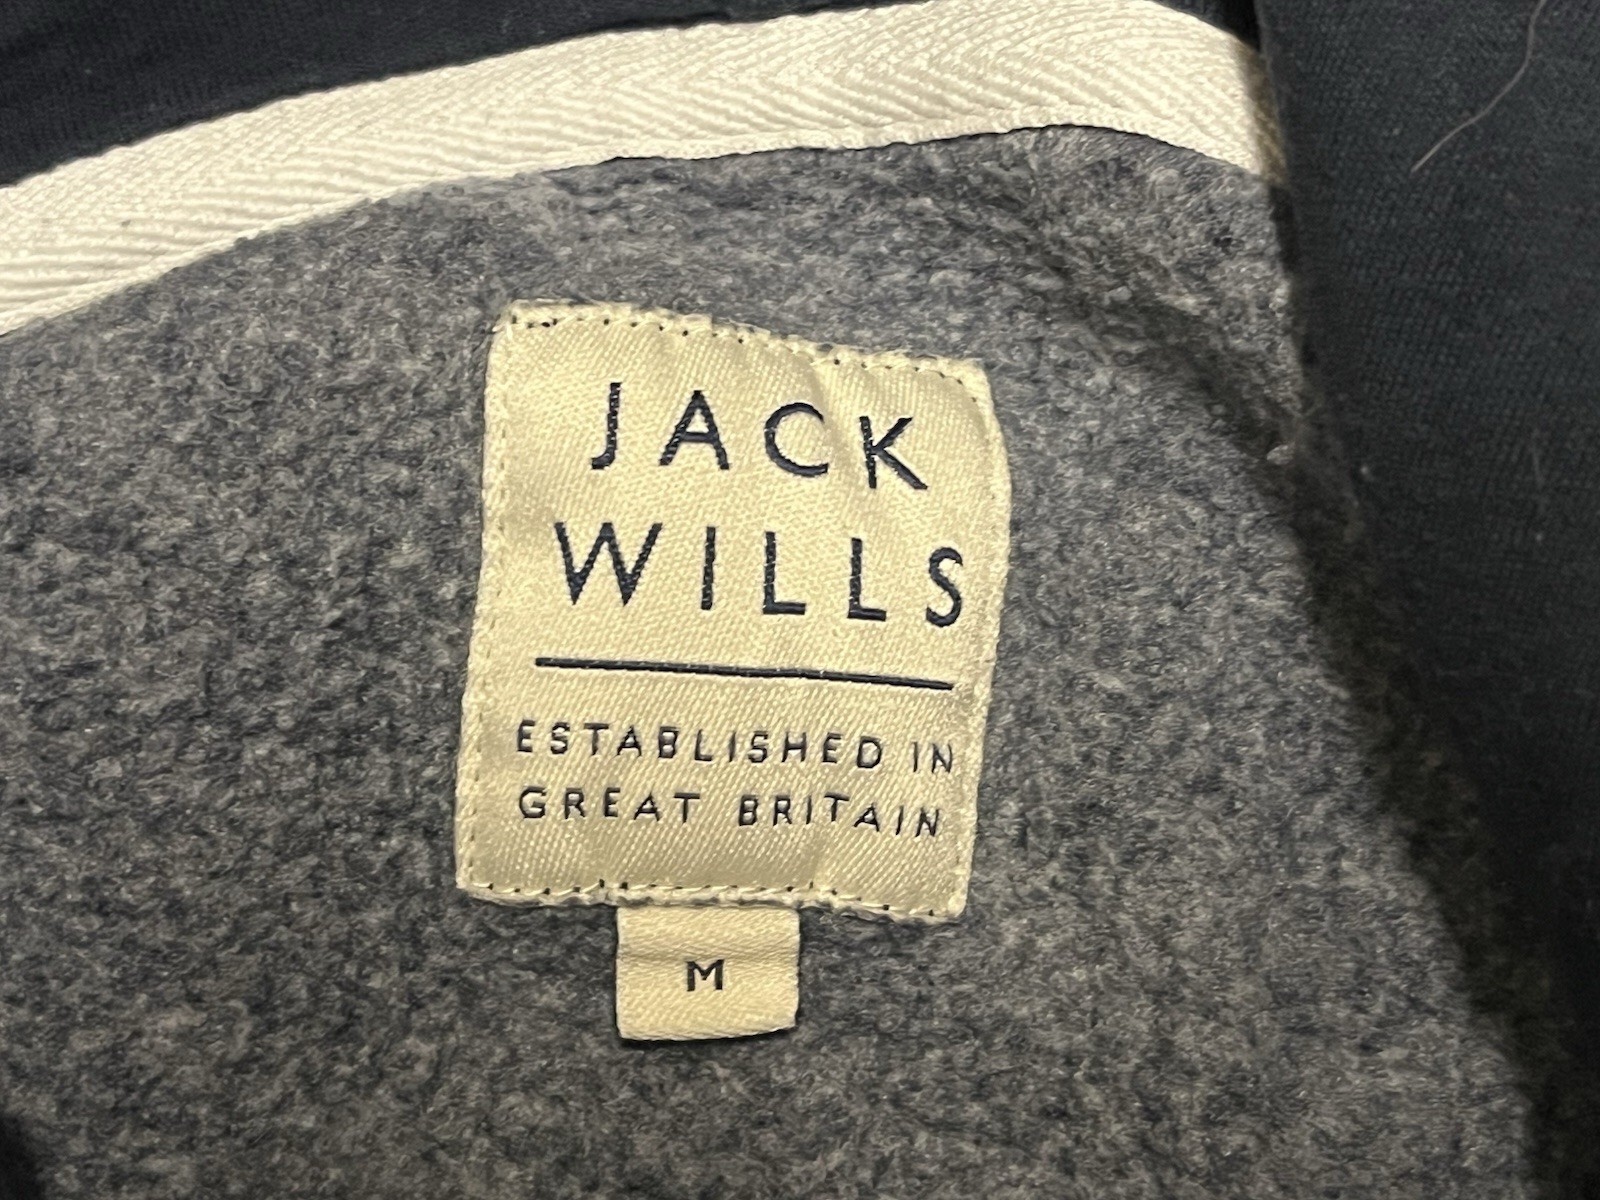 JACK
WILLS
ESTABLISHED IN
GREAT BRITAIN
M